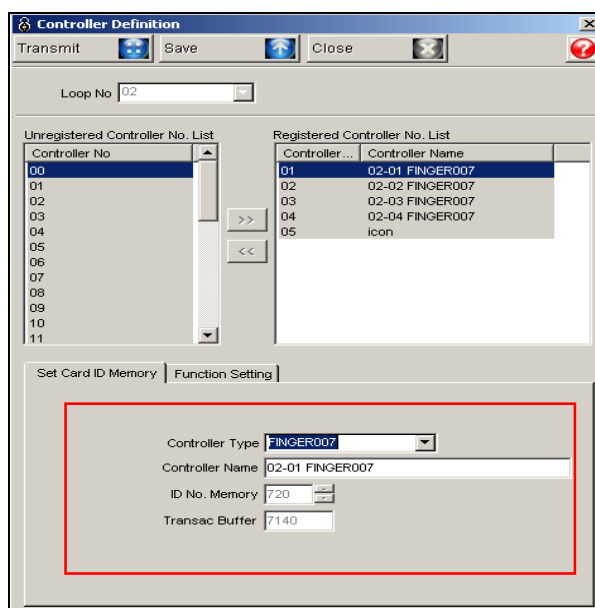 Controller Definition
Transmit Save Close
Loop No 02
Unregistered Controller No. List
Controller No
00
01
02
03
04
05
06
07
08
09
10
11
>>
<<
Registered Controller No. List
Controller... Controller Name
01 02-01 FINGER007
02 02-02 FINGER007
03 02-03 FINGER007
04 02-04 FINGER007
05 icon
Set Card ID Memory Function Setting
Controller Type FINGER007
Controller Name 02-01 FINGER007
ID No. Memory 720
Transac Buffer 7140